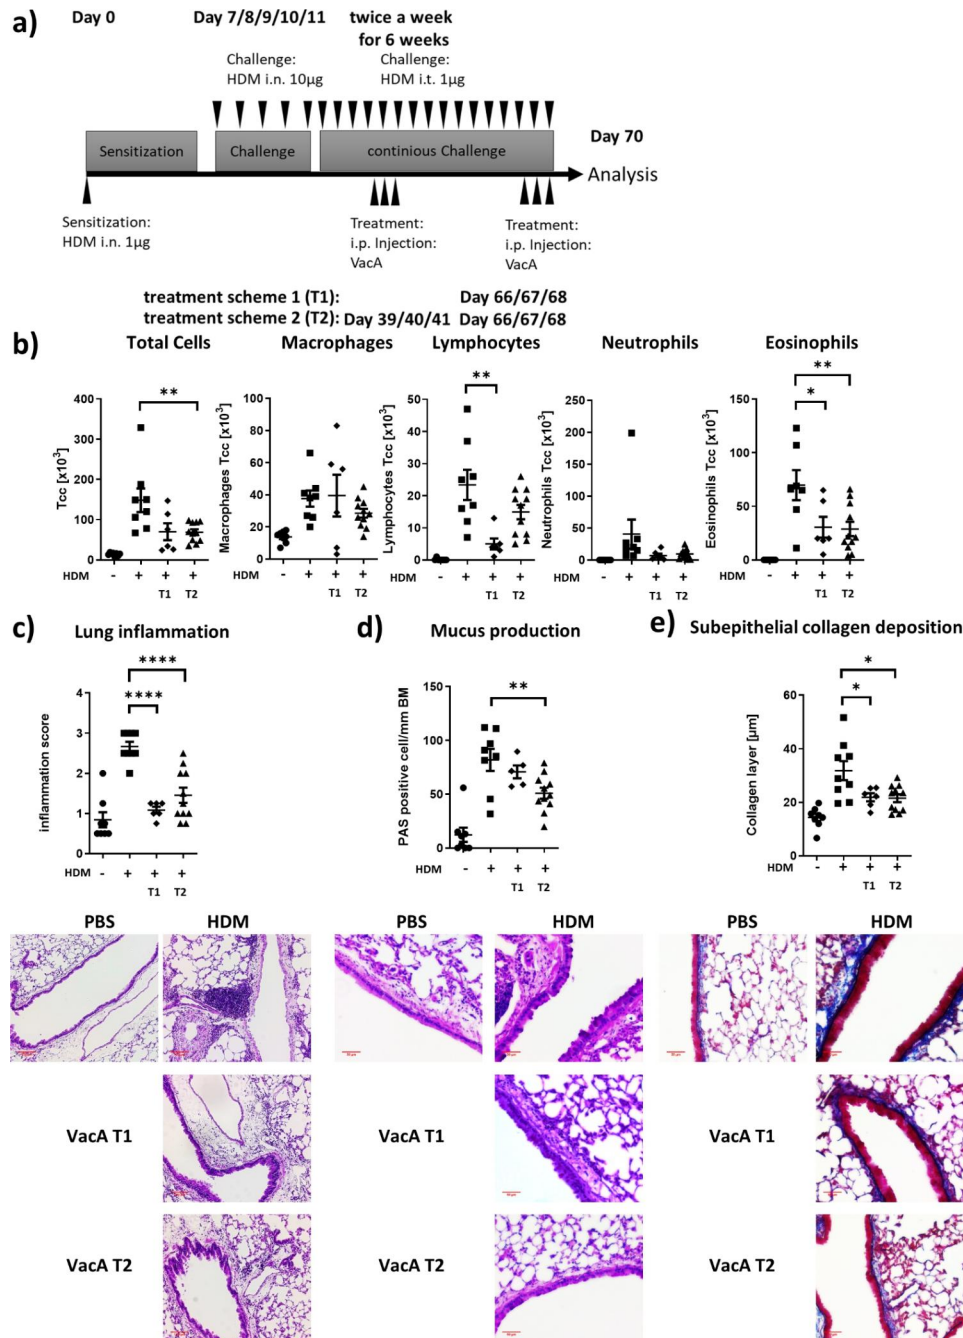 a)
Day 0 Day 7/8/9/10/11 twice a week
for 6 weeks
Challenge: Challenge:
HDM i.n. 10µg HDM i.t. 1µg
Day 70
Sensitization Challenge continious Challenge
Analysis
Sensitization: Treatment: Treatment:
HDM i.n. 1µg i.p. Injection: i.p. Injection:
VacA VacA
treatment scheme 1 (T1): Day 66/67/68
treatment scheme 2 (T2): Day 39/40/41 Day 66/67/68
b)
Total Cells
**
Tcc [x10³]
400
300
200
100
0
HDM - + + +
T1 T2
Macrophages
Macrophages Tcc [x10³]
100
80
60
40
20
0
- + + +
T1 T2
Lymphocytes
**
Lymphocytes Tcc [x10³]
50
40
30
20
10
0
HDM - + + +
T1 T2
Neutrophils
Neutrophils Tcc [x10³]
250
200
150
100
50
0
HDM - + + +
T1 T2
Eosinophils
**
*
Eosinophils Tcc [x10³]
150
100
50
0
HDM - + + +
T1 T2
c)
Lung inflammation
****
****
inflammation score
4
3
2
1
0
HDM - + + +
T1 T2
d)
Mucus production
**
PAS positive cell/mm BM
150
100
50
0
HDM - + + +
T1 T2
e)
Subepithelial collagen deposition
*
*
Collagen layer [µm]
60
40
20
0
HDM - + + +
T1 T2
PBS HDM PBS HDM PBS HDM
VacA T1 VacA T1 VacA T1
VacA T2 VacA T2 VacA T2